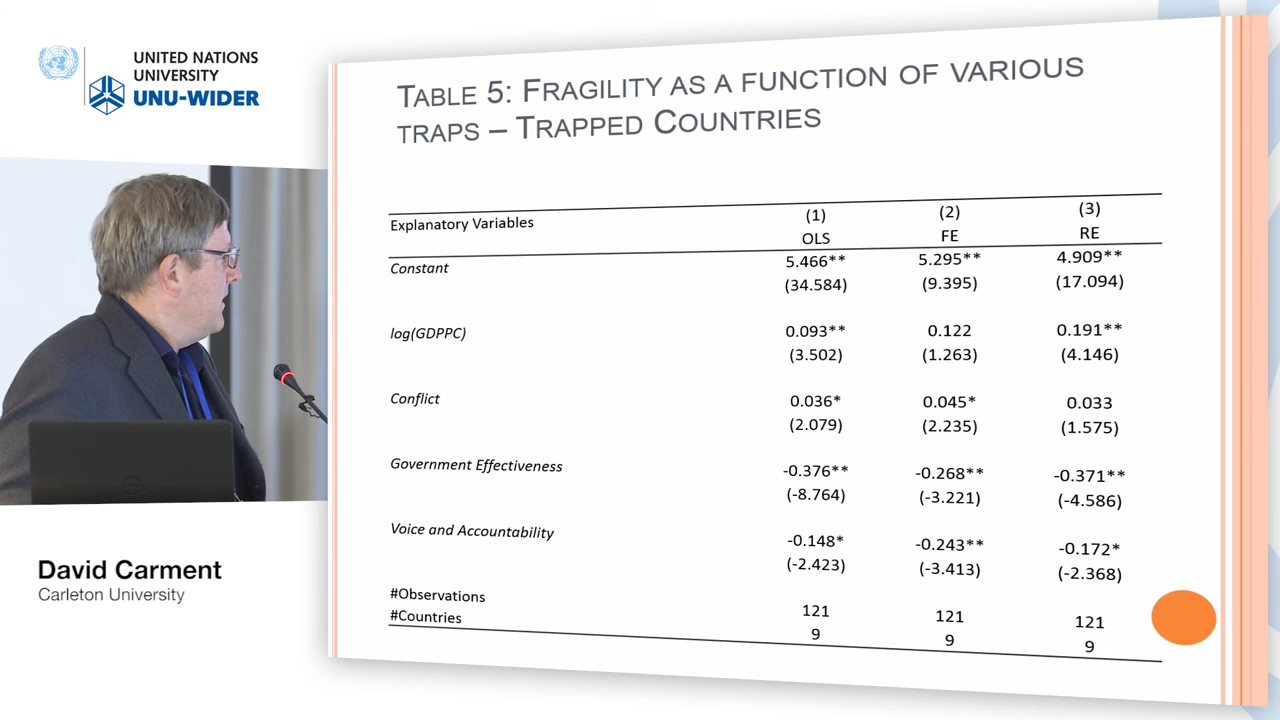 UNITED NATIONS
UNIVERSITY
UNU-WIDER
TABLE 5: FRAGILITY AS A FUNCTION OF VARIOUS
TRAPS – TRAPPED COUNTRIES
Explanatory Variables (1) (2) (3)
OLS FE RE
Constant 5.466** 5.295** 4.909**
(34.584) (9.395) (17.094)
log(GDPPC) 0.093** 0.122 0.191**
(3.502) (1.263) (4.146)
Conflict 0.036* 0.045* 0.033
(2.079) (2.235) (1.575)
Government Effectiveness -0.376** -0.268** -0.371**
(-8.764) (-3.221) (-4.586)
Voice and Accountability -0.148* -0.243** -0.172*
(-2.423) (-3.413) (-2.368)
#Observations 121 121 121
#Countries 9 9 9
David Carment
Carleton University